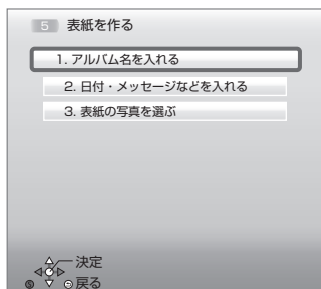 5 表紙を作る
1. アルバム名を入れる
2. 日付・メッセージなどを入れる
3. 表紙の写真を選ぶ
決定
S 戻る